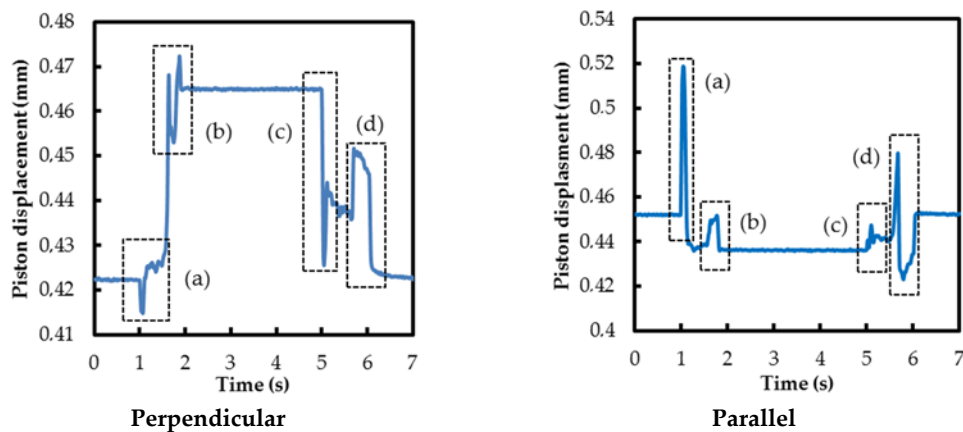 Piston displacement (mm)
0.47
0.46
0.45
0.44
0.43
0.42
0.41
0 1 2 3 4 5 6 7
Time (s)
(a)
(b)
(c)
(d)
Perpendicular
Piston displasment (mm)
0.54
0.52
0.5
0.48
0.46
0.44
0.42
0.4
0 1 2 3 4 5 6 7
Time (s)
(a)
(b)
(c)
(d)
Parallel